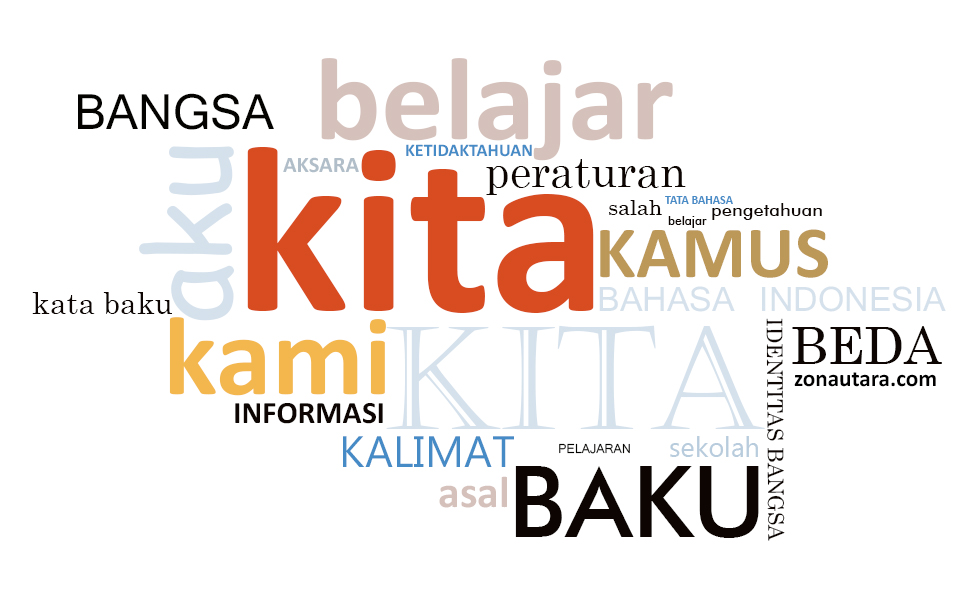 belajar
BANGSA
aku
kita
AKSARA
KETIDAKTAHUAN
peraturan
salah
TATA BAHASA
belajar
pengetahuan
KAMUS
kata baku
BAHASA INDONESIA
kami
KITA
IDENTITAS BANGSA
BEDA
zonautara.com
INFORMASI
KALIMAT
PELAJARAN
sekolah
asal
BAKU